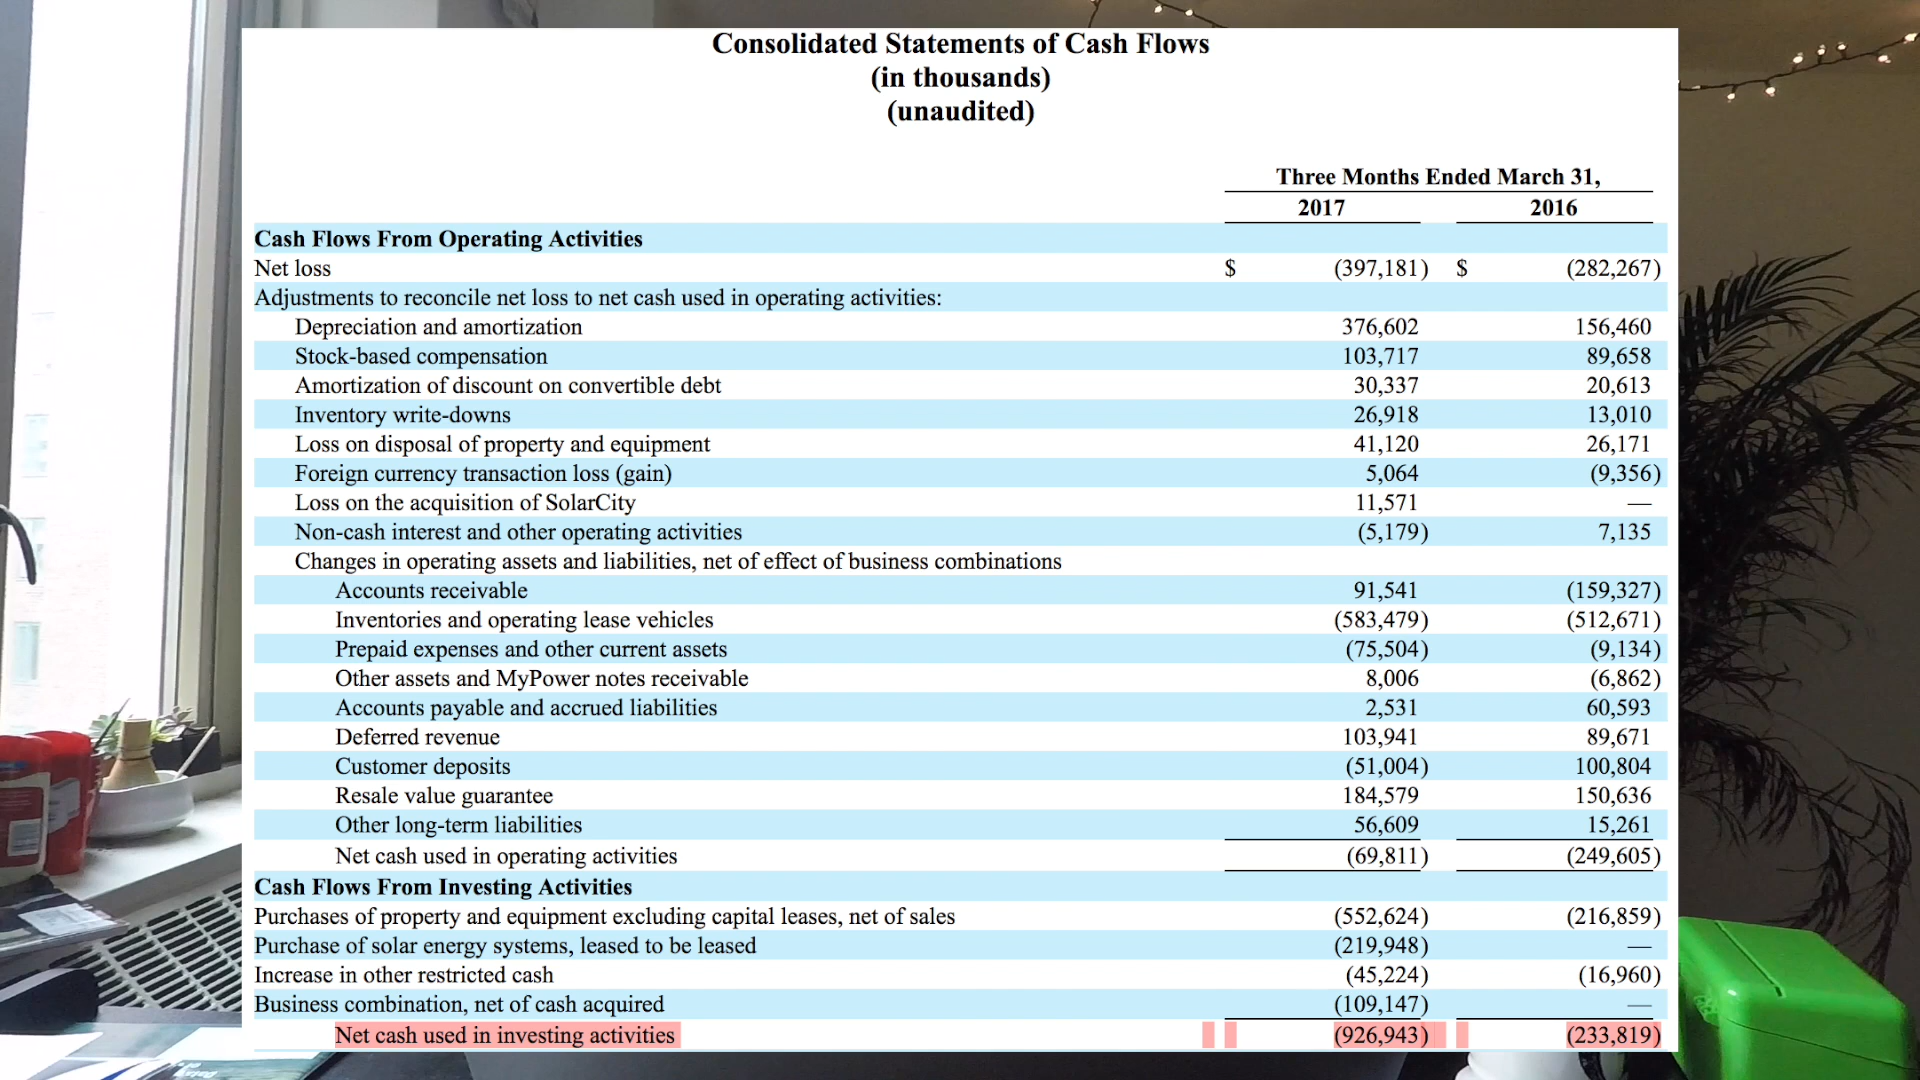 Consolidated Statements of Cash Flows
(in thousands)
(unaudited)
Three Months Ended March 31,
2017 2016
Cash Flows From Operating Activities
Net loss $ (397,181) $ (282,267)
Adjustments to reconcile net loss to net cash used in operating activities:
Depreciation and amortization 376,602 156,460
Stock-based compensation 103,717 89,658
Amortization of discount on convertible debt 30,337 20,613
Inventory write-downs 26,918 13,010
Loss on disposal of property and equipment 41,120 26,171
Foreign currency transaction loss (gain) 5,064 (9,356)
Loss on the acquisition of SolarCity 11,571 —
Non-cash interest and other operating activities (5,179) 7,135
Changes in operating assets and liabilities, net of effect of business combinations
Accounts receivable 91,541 (159,327)
Inventories and operating lease vehicles (583,479) (512,671)
Prepaid expenses and other current assets (75,504) (9,134)
Other assets and MyPower notes receivable 8,006 (6,862)
Accounts payable and accrued liabilities 2,531 60,593
Deferred revenue 103,941 89,671
Customer deposits (51,004) 100,804
Resale value guarantee 184,579 150,636
Other long-term liabilities 56,609 15,261
Net cash used in operating activities (69,811) (249,605)
Cash Flows From Investing Activities
Purchases of property and equipment excluding capital leases, net of sales (552,624) (216,859)
Purchase of solar energy systems, leased to be leased (219,948) —
Increase in other restricted cash (45,224) (16,960)
Business combination, net of cash acquired (109,147) —
Net cash used in investing activities (926,943) (233,819)